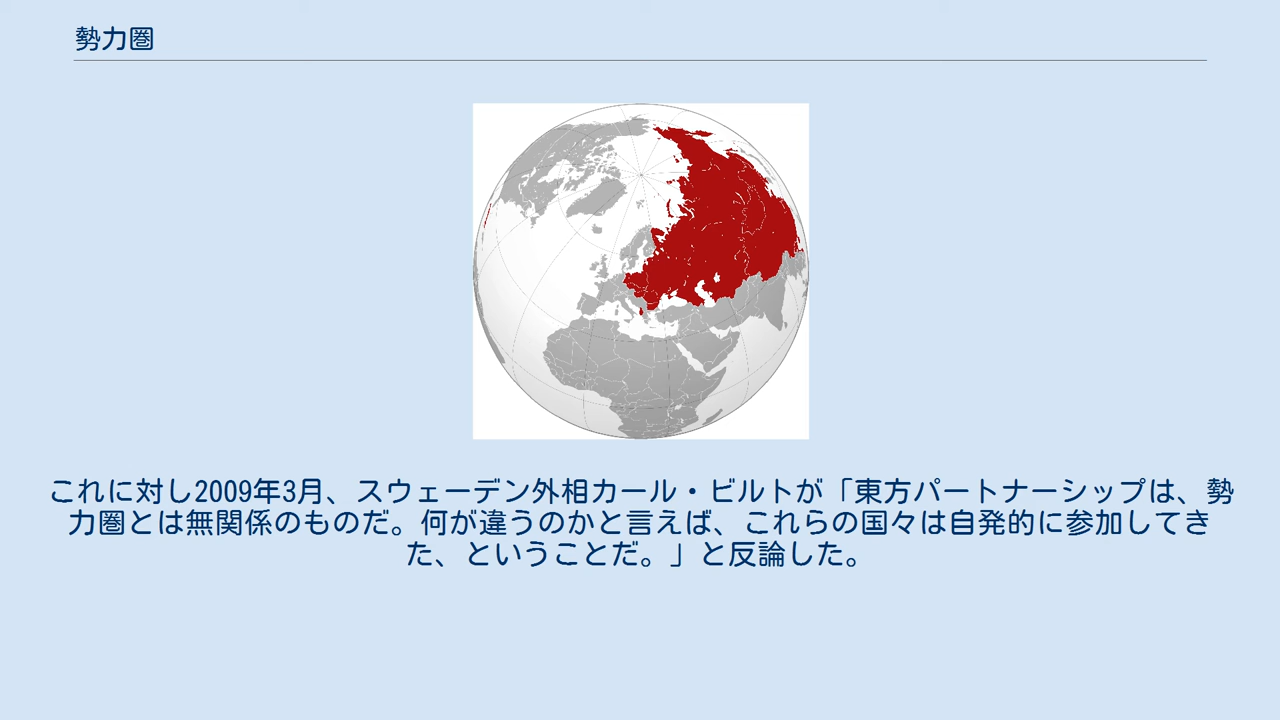 勢力圏
これに対し2009年3月、スウェーデン外相カール・ビルトが「東方パートナーシップは、勢
力圏とは無関係のものだ。何が違うのかと言えば、これらの国々は自発的に参加してき
た、ということだ。」と反論した。